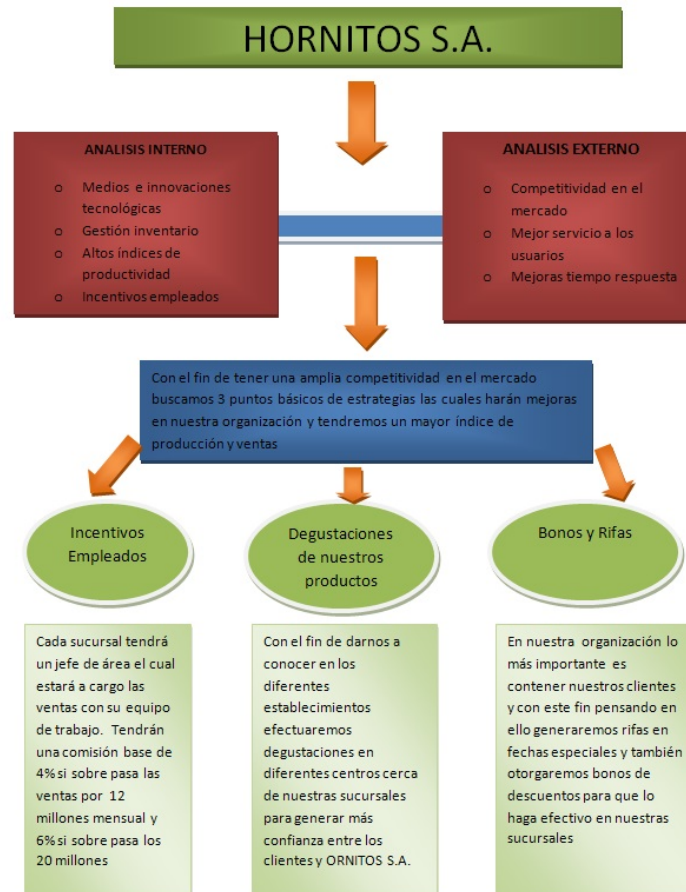 HORNITOS S.A.
ANALISIS INTERNO
o Medios e innovaciones
tecnológicas
o Gestión inventario
o Altos índices de
productividad
o Incentivos empleados
ANALISIS EXTERNO
o Competitividad en el
mercado
o Mejor servicio a los
usuarios
o Mejoras tiempo respuesta
Con el fin de tener una amplia competitividad en el mercado
buscamos 3 puntos básicos de estrategias las cuales harán mejoras
en nuestra organización y tendremos un mayor índice de
producción y ventas
Incentivos
Empleados
Degustaciones
de nuestros
productos
Bonos y Rifas
Cada sucursal tendrá
un jefe de área el cual
estará a cargo las
ventas con su equipo
de trabajo. Tendrán
una comisión base de
4% si sobre pasa las
ventas por 12
millones mensual y
6% si sobre pasa los
20 millones
Con el fin de darnos a
conocer en los
diferentes
establecimientos
efectuaremos
degustaciones en
diferentes centros cerca
de nuestras sucursales
para generar más
confianza entre los
clientes y ORNITOS S.A.
En nuestra organización lo
más importante es
contener nuestros clientes
y con este fin pensando en
ello generaremos rifas en
fechas especiales y también
otorgaremos bonos de
descuentos para que lo
haga efectivo en nuestras
sucursales